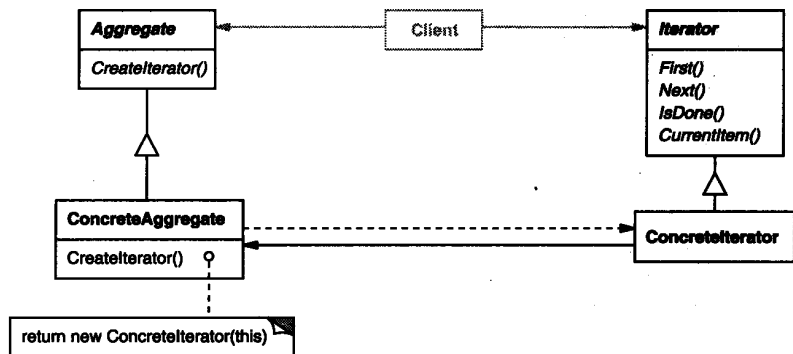 Aggregate
CreateIterator()
Client
Iterator
First()
Next()
IsDone()
CurrentItem()
ConcreteAggregate
CreateIterator()
ConcreteIterator
return new ConcreteIterator(this)